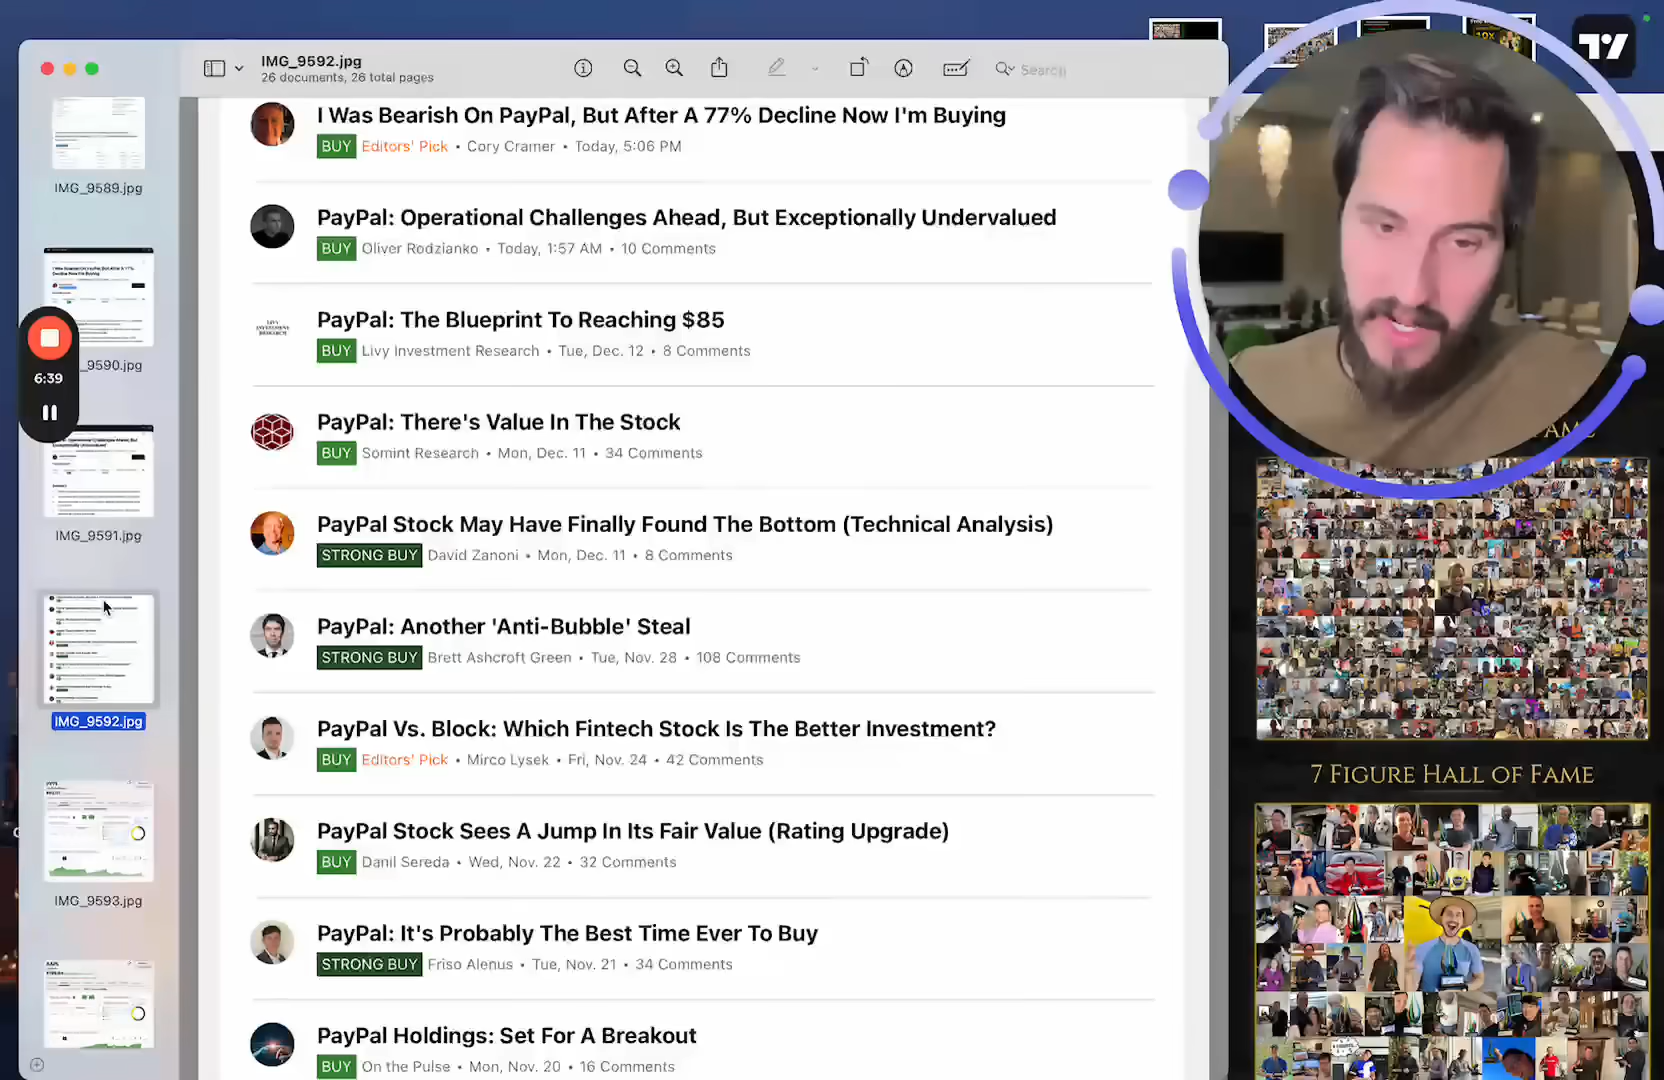 IMG_9592.jpg
26 documents, 26 total pages
Search
IMG_9589.jpg
_9590.jpg
6:39
IMG_9591.jpg
IMG_9592.jpg
IMG_9593.jpg
I Was Bearish On PayPal, But After A 77% Decline Now I'm Buying
BUY Editors' Pick • Cory Cramer • Today, 5:06 PM
PayPal: Operational Challenges Ahead, But Exceptionally Undervalued
BUY Oliver Rodzianko • Today, 1:57 AM • 10 Comments
LIVY INVESTMENT RESEARCH
PayPal: The Blueprint To Reaching $85
BUY Livy Investment Research • Tue, Dec. 12 • 8 Comments
PayPal: There's Value In The Stock
BUY Somint Research • Mon, Dec. 11 • 34 Comments
PayPal Stock May Have Finally Found The Bottom (Technical Analysis)
STRONG BUY David Zanoni • Mon, Dec. 11 • 8 Comments
PayPal: Another 'Anti-Bubble' Steal
STRONG BUY Brett Ashcroft Green • Tue, Nov. 28 • 108 Comments
PayPal Vs. Block: Which Fintech Stock Is The Better Investment?
BUY Editors' Pick • Mirco Lysek • Fri, Nov. 24 • 42 Comments
PayPal Stock Sees A Jump In Its Fair Value (Rating Upgrade)
BUY Danil Sereda • Wed, Nov. 22 • 32 Comments
PayPal: It's Probably The Best Time Ever To Buy
STRONG BUY Friso Alenus • Tue, Nov. 21 • 34 Comments
PayPal Holdings: Set For A Breakout
BUY On the Pulse • Mon, Nov. 20 • 16 Comments
7 Figure Hall of Fame